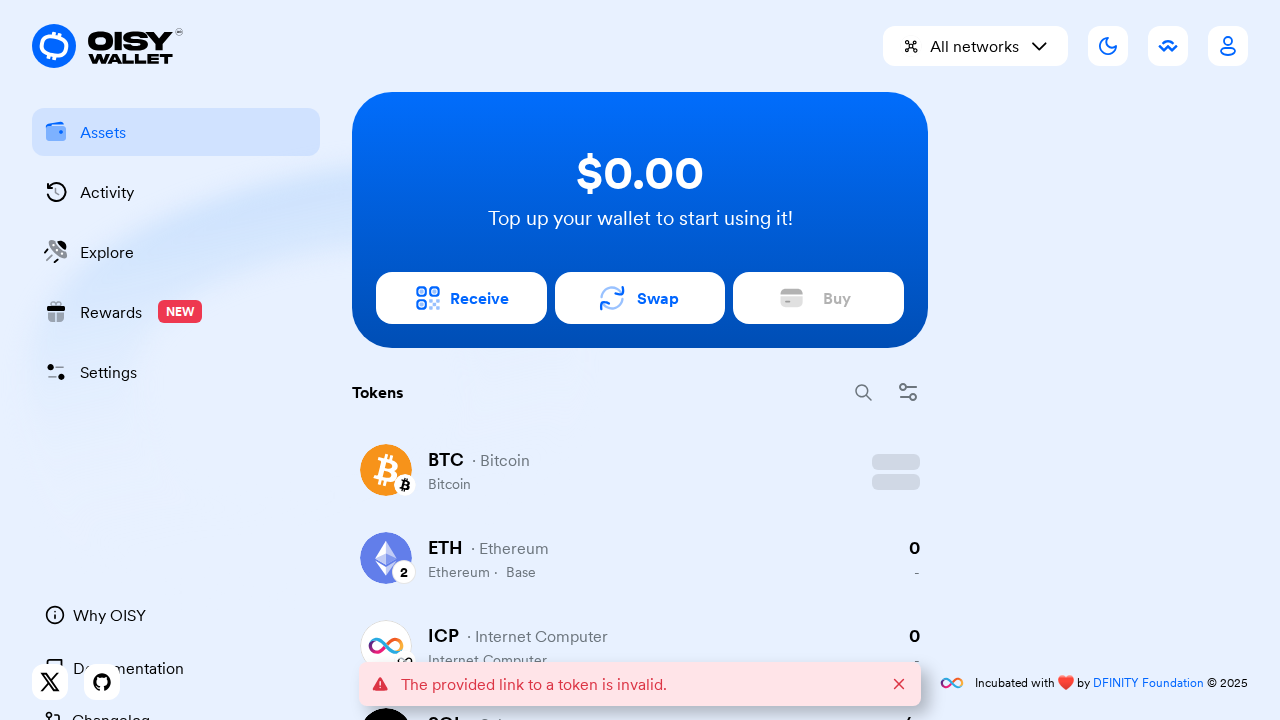 OISY
WALLET
All networks
Assets
Activity
Explore
Rewards NEW
Settings
$0.00
Top up your wallet to start using it!
Receive
Swap
Buy
Tokens
BTC · Bitcoin
Bitcoin
ETH · Ethereum
0
2
Ethereum · Base
-
ICP · Internet Computer
0
Internet Computer
-
Why OISY
Documentation
Changelog
The provided link to a token is invalid.
Incubated with ❤️ by DFINITY Foundation © 2025